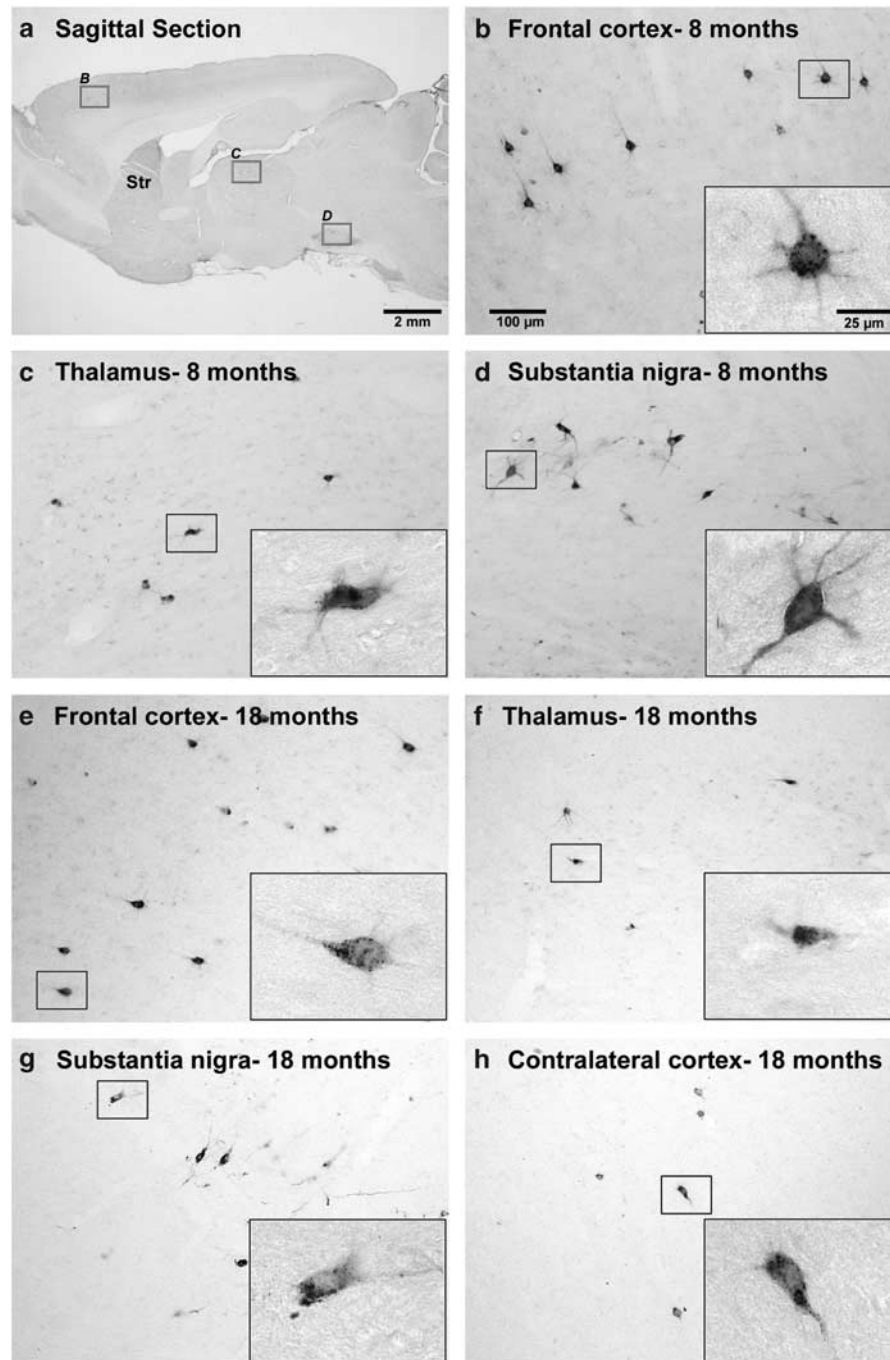 a Sagittal Section
B
C
Str
D
2 mm
b Frontal cortex- 8 months
100 µm
25 µm
c Thalamus- 8 months
d Substantia nigra- 8 months
e Frontal cortex- 18 months
f Thalamus- 18 months
g Substantia nigra- 18 months
h Contralateral cortex- 18 months